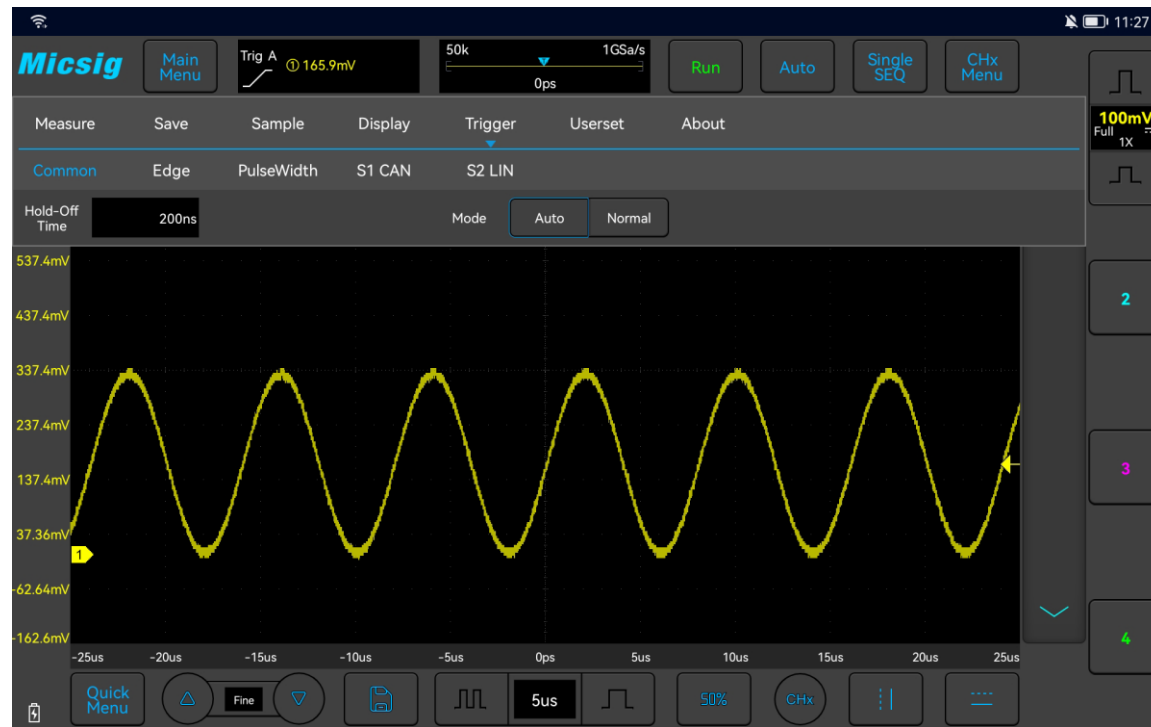 11:27
Micsig
Main Menu
Trig A ① 165.9mV
50k 1GSa/s
0ps
Run
Auto
Single SEQ
CHx Menu
Measure Save Sample Display Trigger Userset About
Common Edge PulseWidth S1 CAN S2 LIN
Hold-Off Time 200ns Mode Auto Normal
100mV
Full
1X
537.4mV
437.4mV
337.4mV
237.4mV
137.4mV
37.36mV
1
-62.64mV
-162.6mV
2
3
4
-25us -20us -15us -10us -5us 0ps 5us 10us 15us 20us 25us
Quick Menu
Fine
5us
50%
CHx